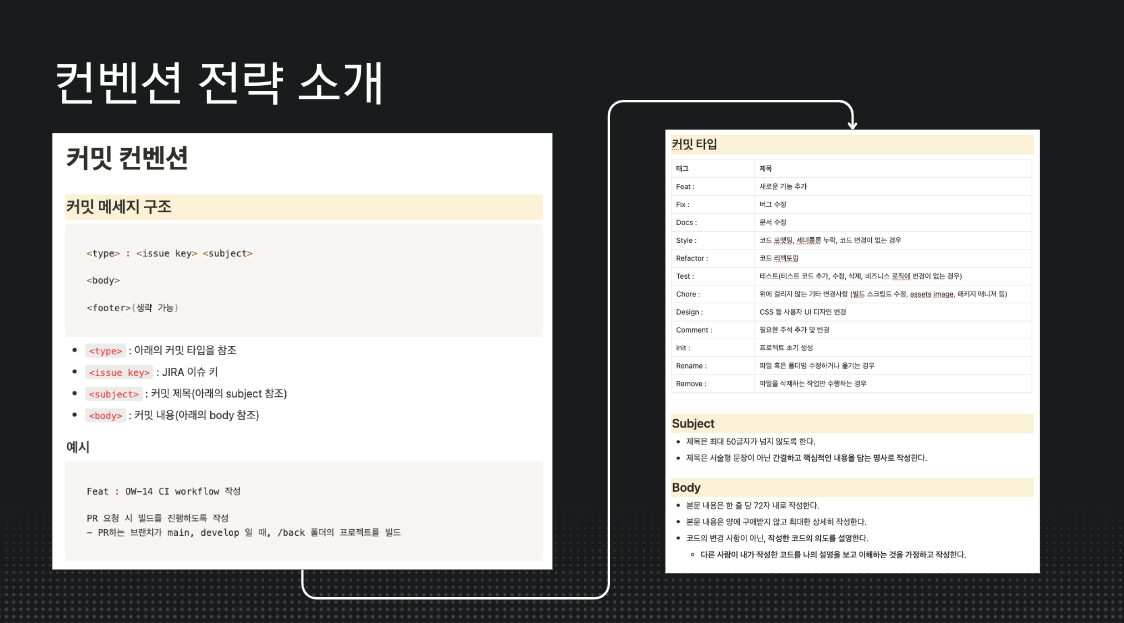 컨벤션 전략 소개
커밋 컨벤션
커밋 메세지 구조
<type> : <issue key> <subject>
<body>
<footer>(생략 가능)
• <type> : 아래의 커밋 타입을 참조
• <issue key> : JIRA 이슈 키
• <subject> : 커밋 제목(아래의 subject 참조)
• <body> : 커밋 내용(아래의 body 참조)
예시
Feat : OW-14 CI workflow 작성
PR 요청 시 빌드를 진행하도록 작성
- PR하는 브랜치가 main, develop 일 때, /back 폴더의 프로젝트를 빌드
커밋 타입
태그 제목
Feat : 새로운 기능 추가
Fix : 버그 수정
Docs : 문서 수정
Style : 코드 포맷팅, 세미콜론 누락, 코드 변경이 없는 경우
Refactor : 코드 리펙토링
Test : 테스트(테스트 코드 추가, 수정, 삭제, 비즈니스 로직에 변경이 없는 경우)
Chore : 위에 걸리지 않는 기타 변경사항 (빌드 스크립트 수정, assets image, 패키지 매니저 등)
Design : CSS 등 사용자 UI 디자인 변경
Comment : 필요한 주석 추가 및 변경
Init : 프로젝트 초기 생성
Rename : 파일 혹은 폴더명 수정하거나 옮기는 경우
Remove : 파일을 삭제하는 작업만 수행하는 경우
Subject
• 제목은 최대 50글자가 넘지 않도록 한다.
• 제목은 서술형 문장이 아닌 간결하고 핵심적인 내용을 담는 명사로 작성한다.
Body
• 본문 내용은 한 줄 당 72자 내로 작성한다.
• 본문 내용은 양에 구애받지 않고 최대한 상세히 작성한다.
• 코드의 변경 사항이 아닌, 작성한 코드의 의도를 설명한다.
◦ 다른 사람이 내가 작성한 코드를 나의 설명을 보고 이해하는 것을 가정하고 작성한다.